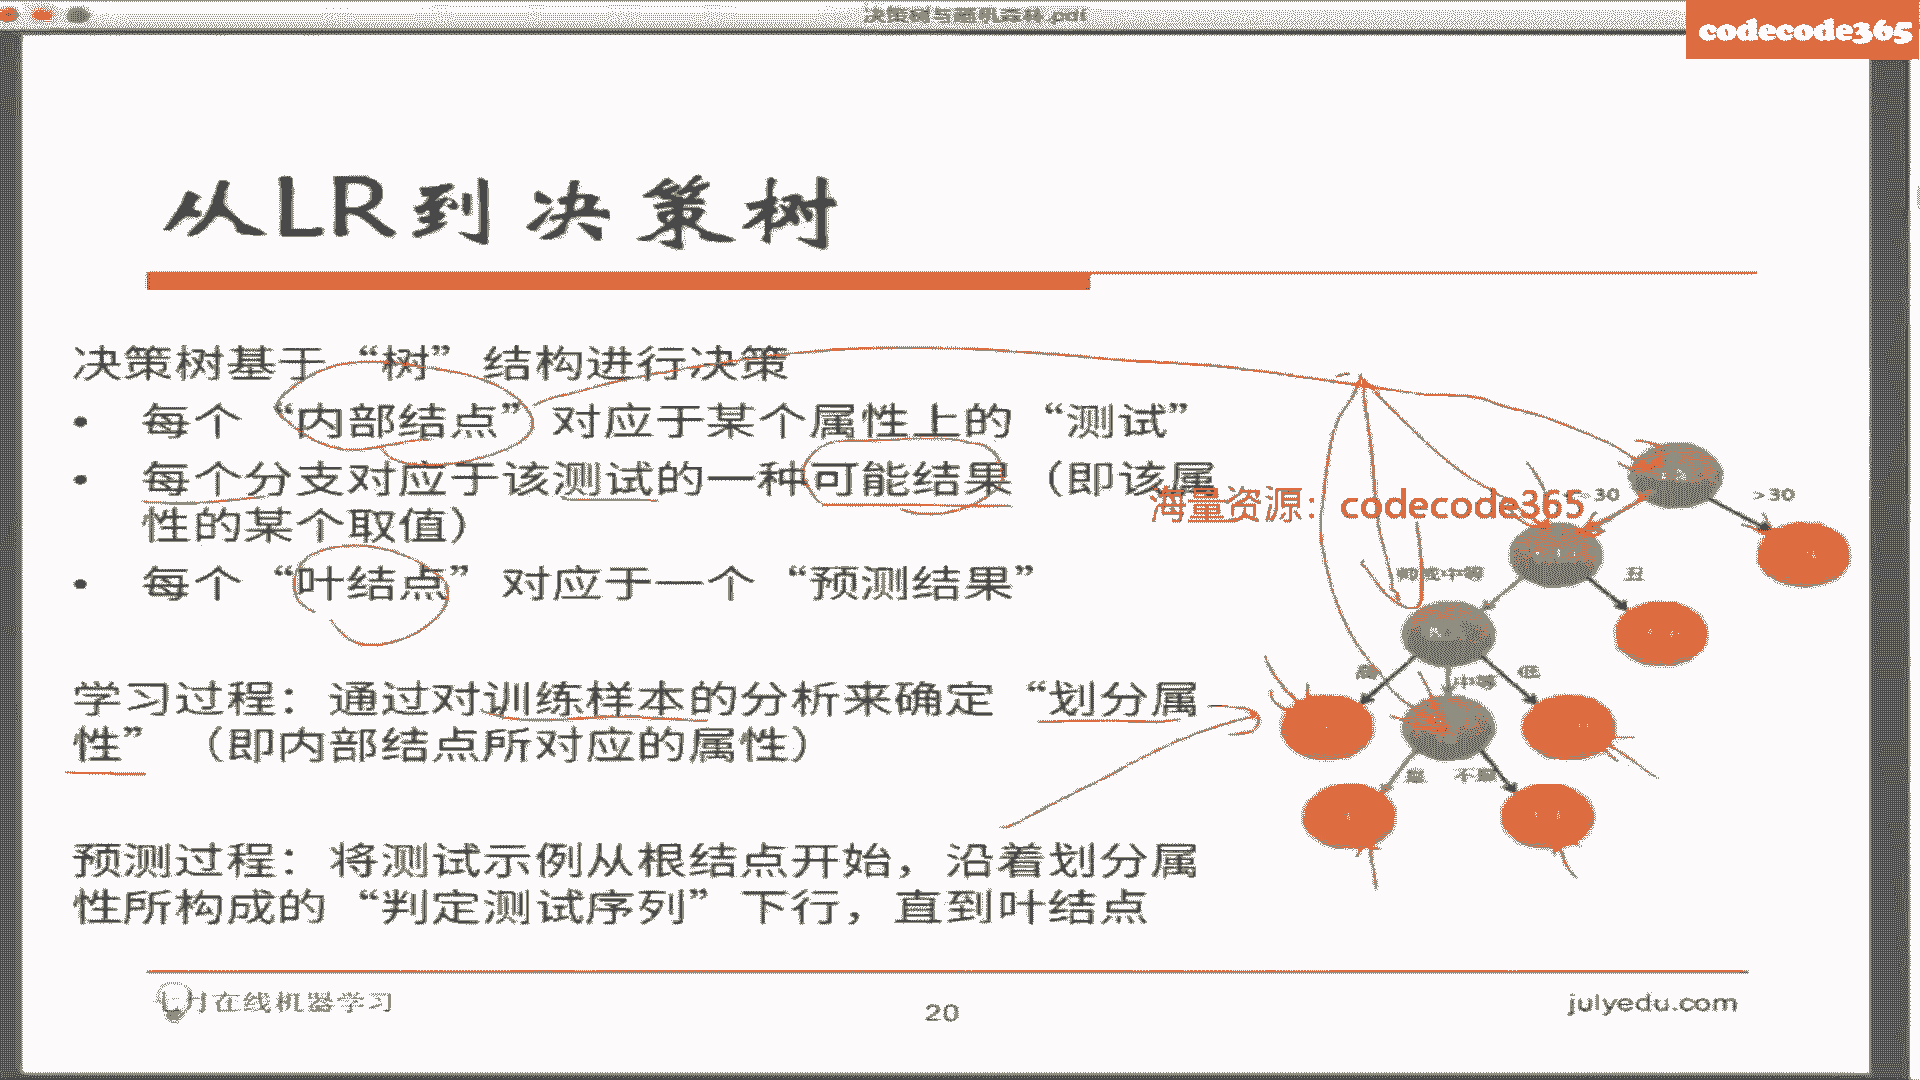 决策树与随机森林.pdf
codecode365
从LR到决策树
决策树基于“树”结构进行决策
• 每个“内部结点”对应于某个属性上的“测试”
• 每个分支对应于该测试的一种可能结果（即该属
性的某个取值）
• 每个“叶结点”对应于一个“预测结果”
海量资源：codecode365
30
>30
帅或中等
丑
高
中等
低
是
不是
学习过程：通过对训练样本的分析来确定“划分属
性”（即内部结点所对应的属性）
预测过程：将测试示例从根结点开始，沿着划分属
性所构成的“判定测试序列”下行，直到叶结点
七月在线机器学习
20
julyedu.com